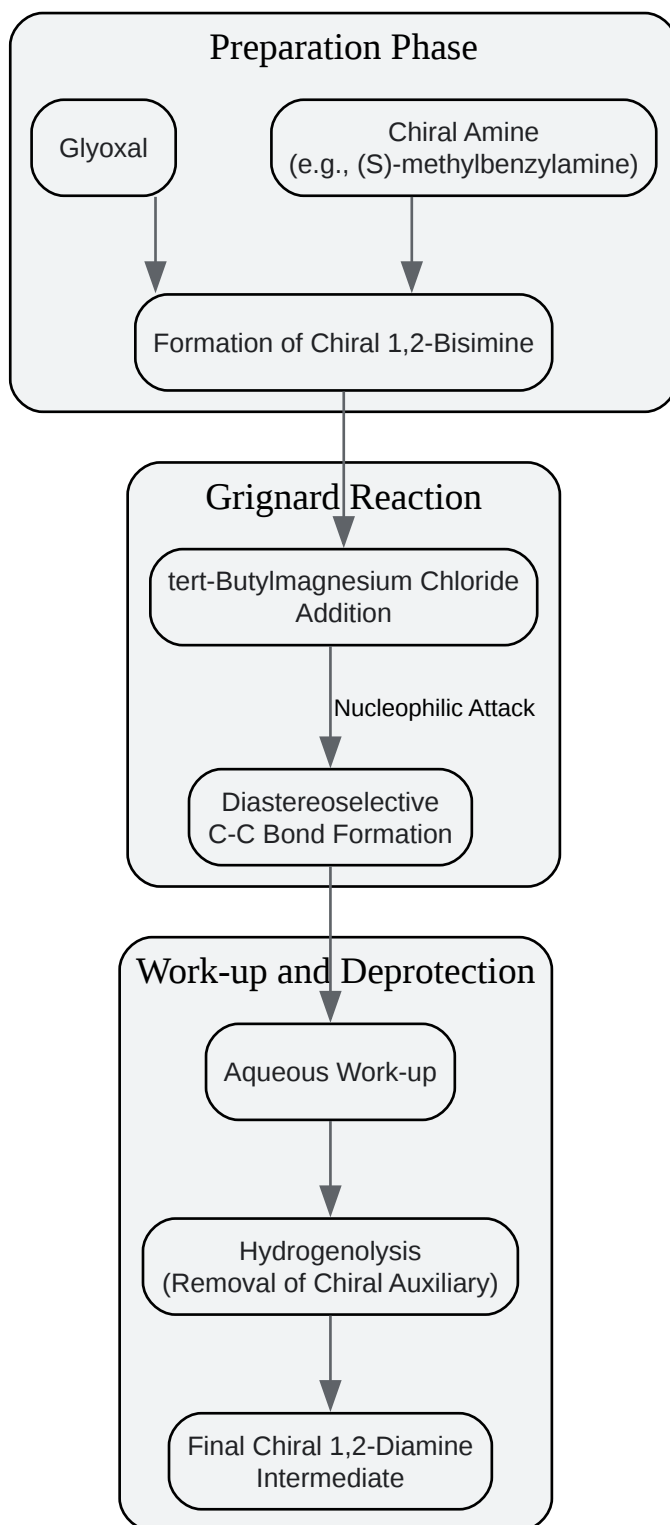 Preparation Phase
Glyoxal
Chiral Amine
(e.g., (S)-methylbenzylamine)
Formation of Chiral 1,2-Bisimine
Grignard Reaction
tert-Butylmagnesium Chloride
Addition
Nucleophilic Attack
Diastereoselective
C-C Bond Formation
Work-up and Deprotection
Aqueous Work-up
Hydrogenolysis
(Removal of Chiral Auxiliary)
Final Chiral 1,2-Diamine
Intermediate